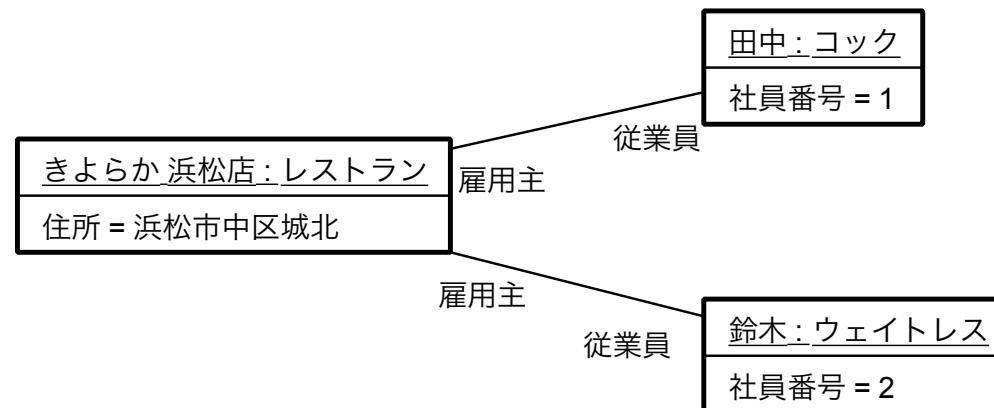 田中 : コック
社員番号 = 1
従業員
きよらか 浜松店 : レストラン
雇用主
住所 = 浜松市中区城北
雇用主
従業員
鈴木 : ウェイトレス
社員番号 = 2